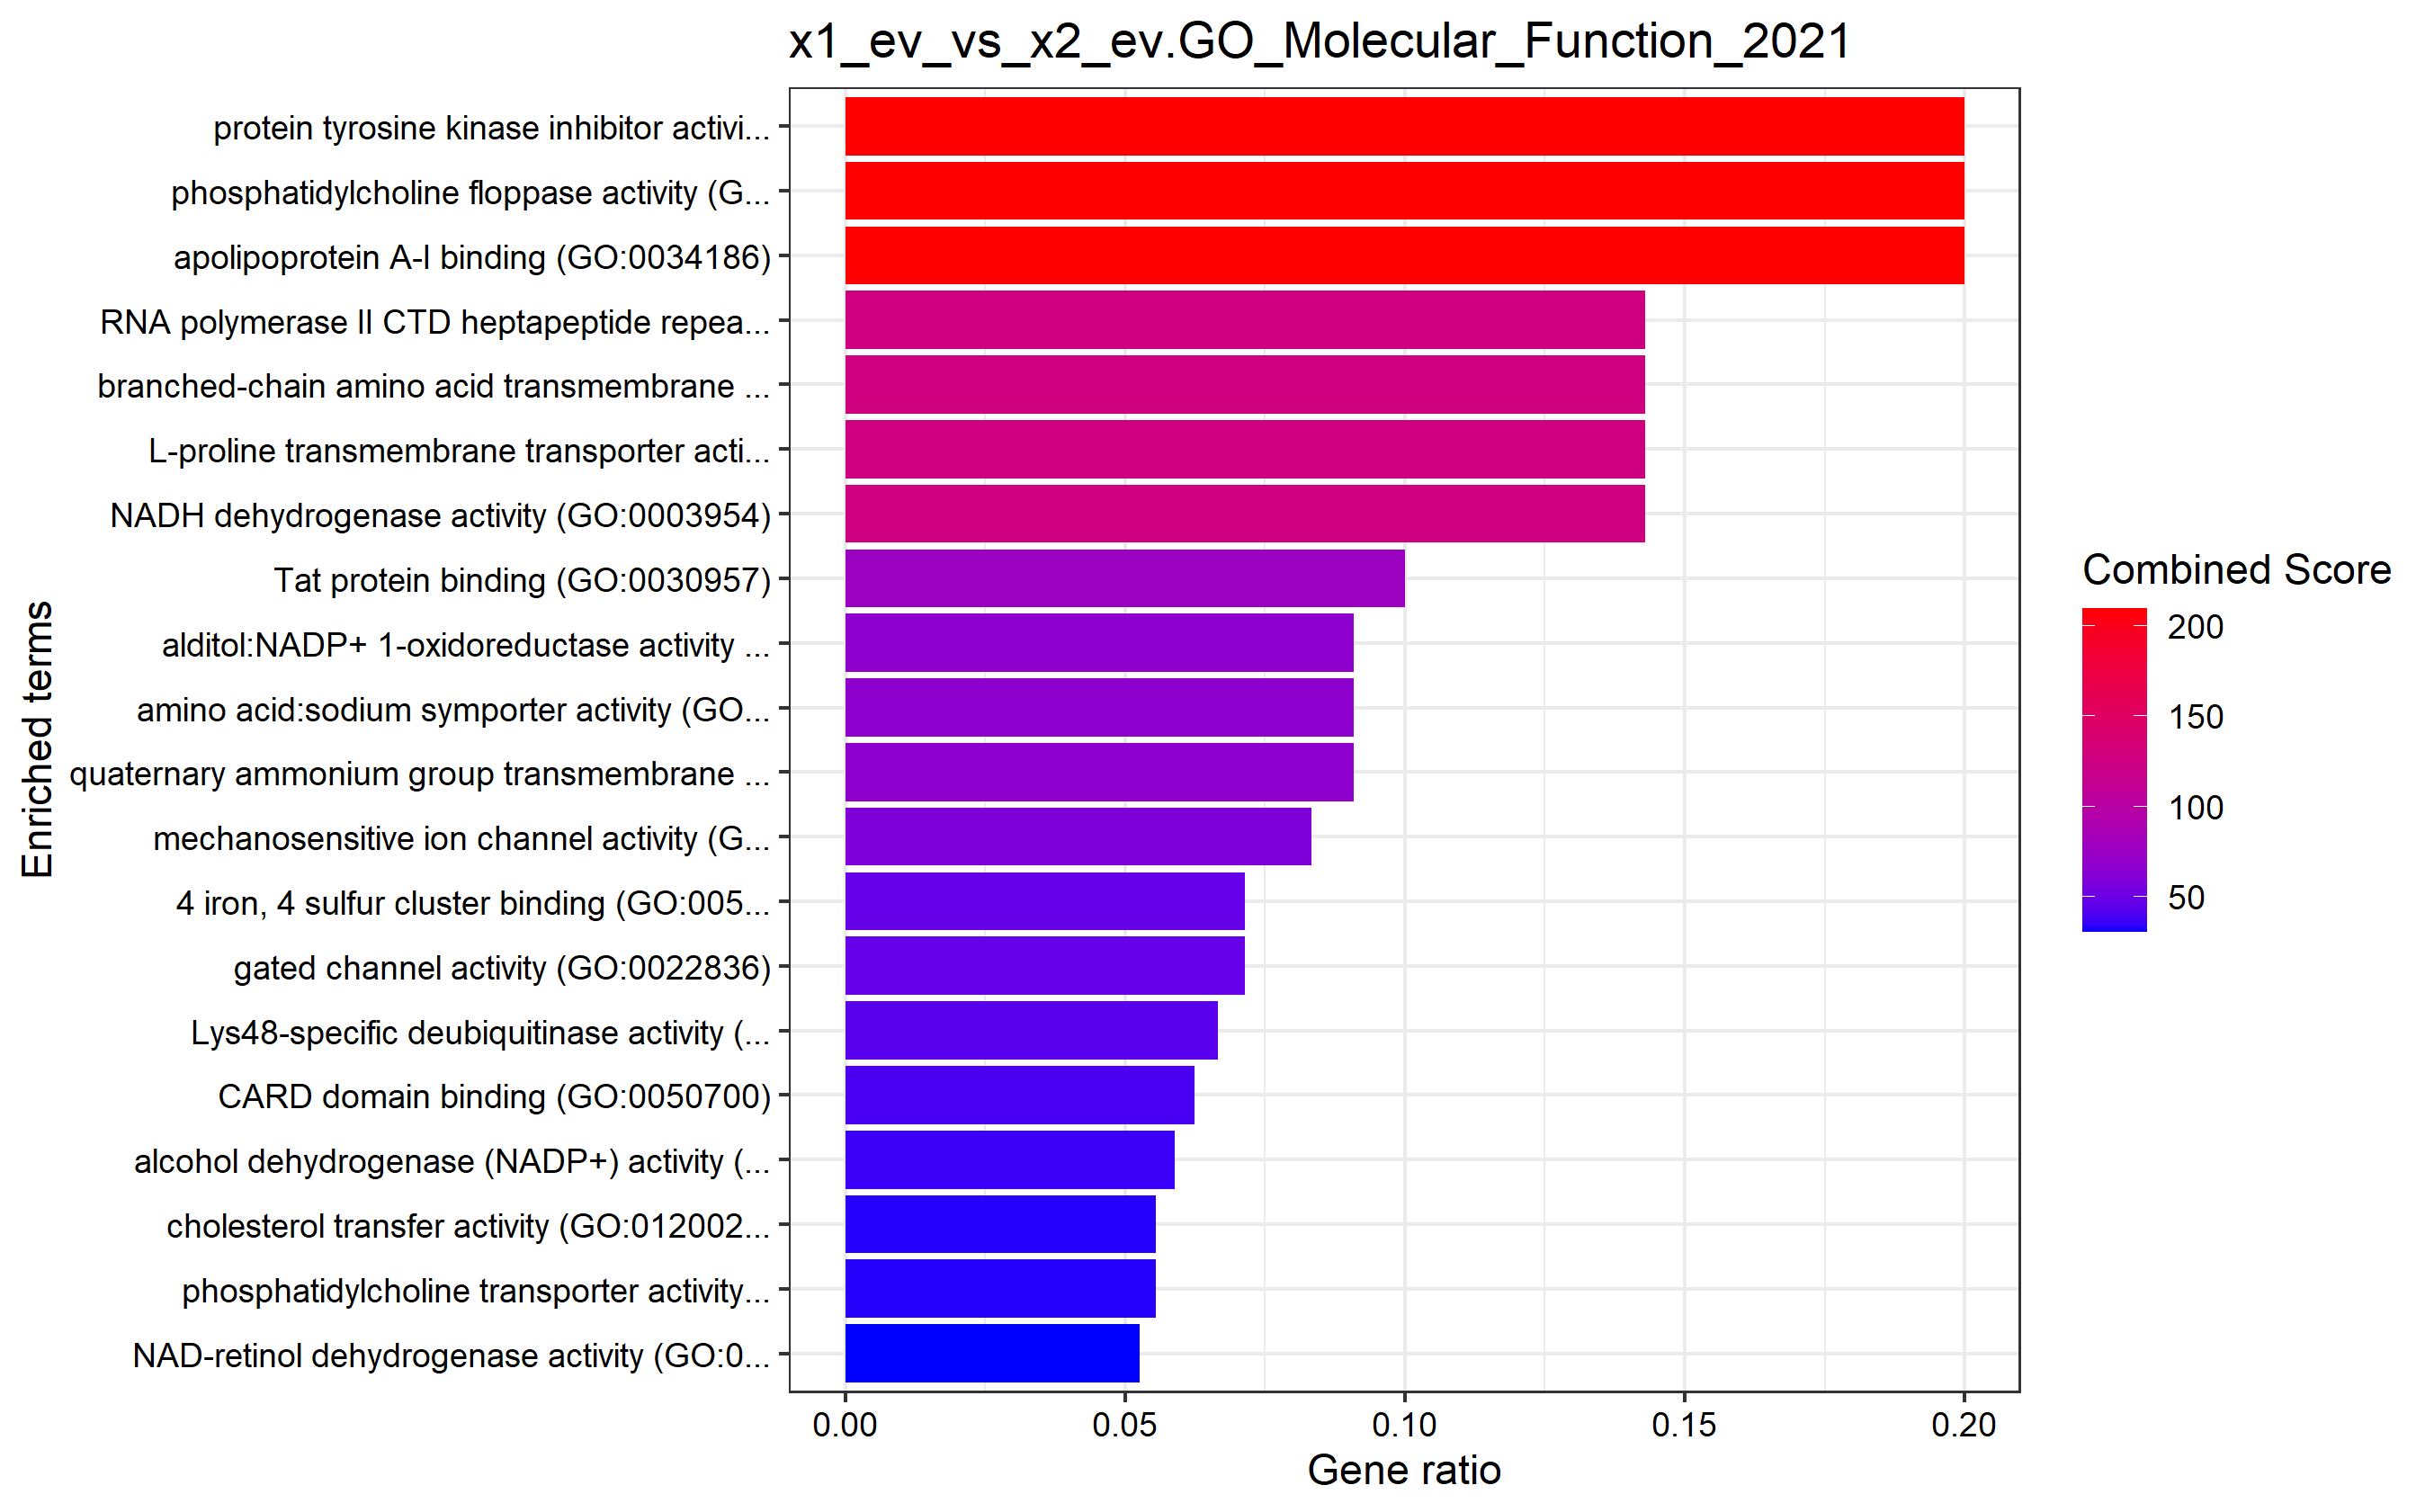 x1_ev_vs_x2_ev.GO_Molecular_Function_2021
Enriched terms
protein tyrosine kinase inhibitor activi...
phosphatidylcholine floppase activity (G...
apolipoprotein A-I binding (GO:0034186)
RNA polymerase II CTD heptapeptide repea...
branched-chain amino acid transmembrane ...
L-proline transmembrane transporter acti...
NADH dehydrogenase activity (GO:0003954)
Tat protein binding (GO:0030957)
alditol:NADP+ 1-oxidoreductase activity ...
amino acid:sodium symporter activity (GO...
quaternary ammonium group transmembrane ...
mechanosensitive ion channel activity (G...
4 iron, 4 sulfur cluster binding (GO:005...
gated channel activity (GO:0022836)
Lys48-specific deubiquitinase activity (...
CARD domain binding (GO:0050700)
alcohol dehydrogenase (NADP+) activity (...
cholesterol transfer activity (GO:012002...
phosphatidylcholine transporter activity...
NAD-retinol dehydrogenase activity (GO:0...
0.00 0.05 0.10 0.15 0.20
Gene ratio
Combined Score
200
150
100
50